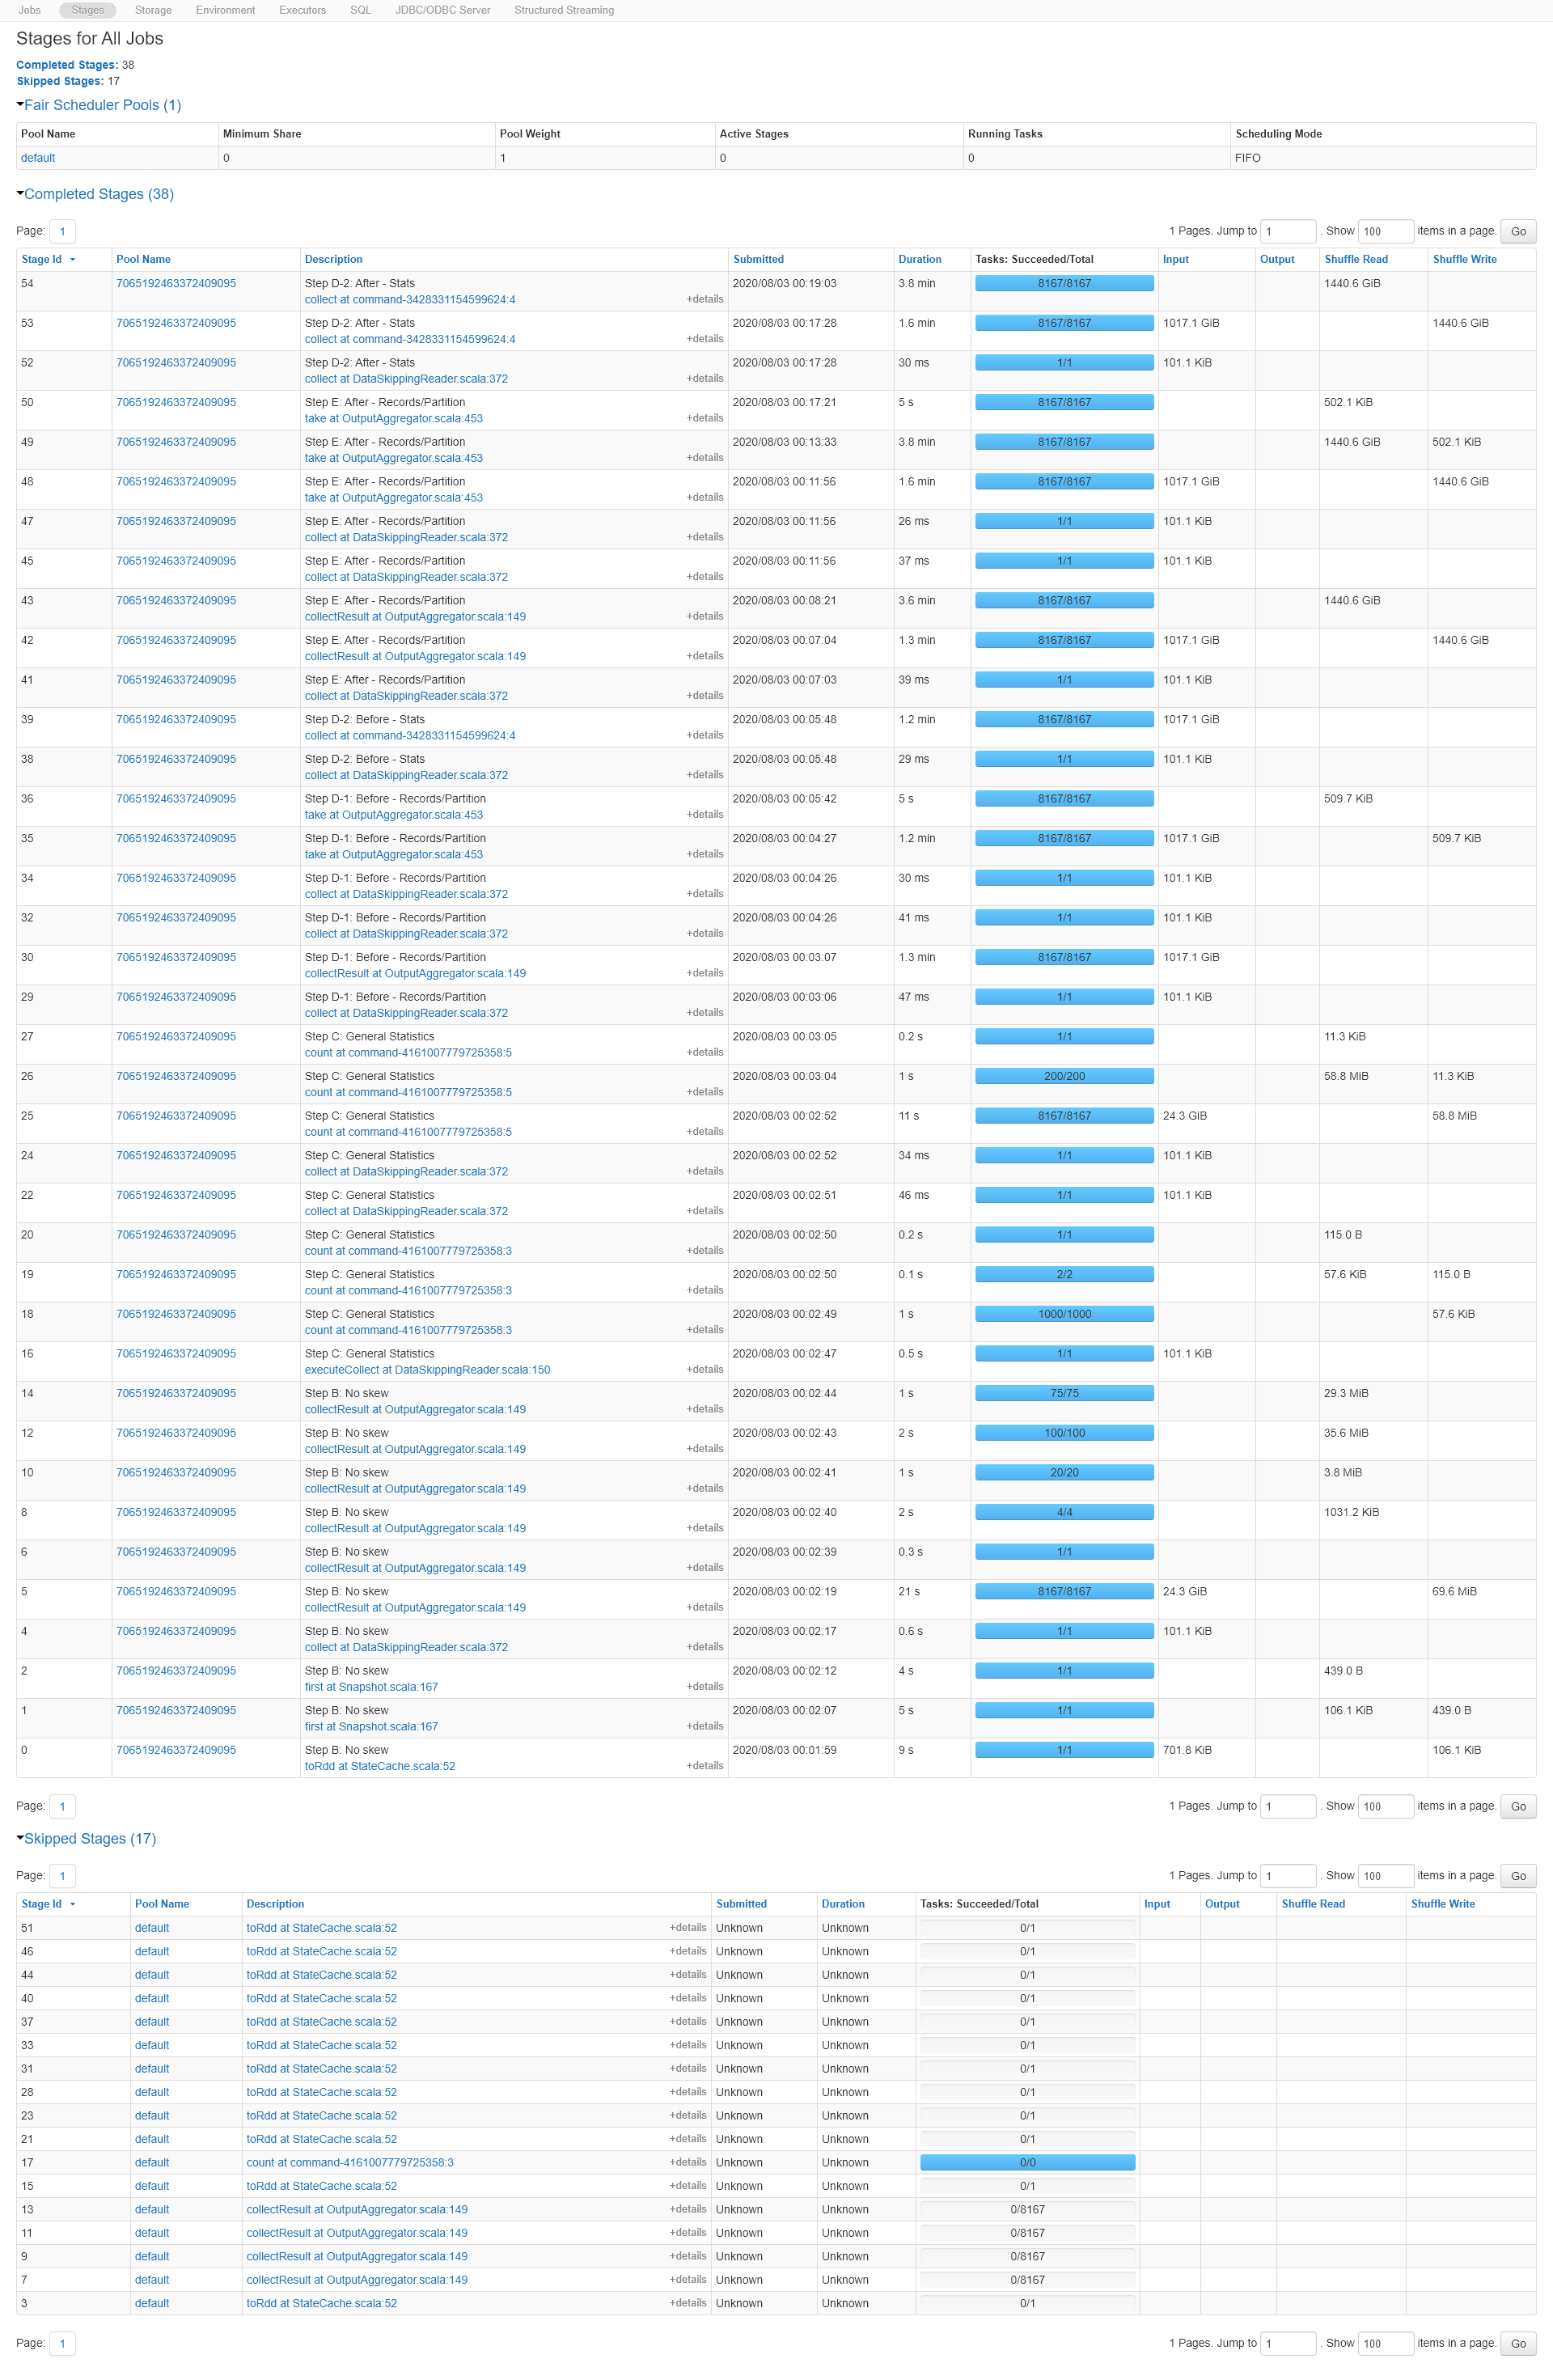 Jobs Stages Storage Environment Executors SQL JDBC/ODBC Server Structured Streaming
Stages for All Jobs
Completed Stages: 38
Skipped Stages: 17
Fair Scheduler Pools (1)
Pool Name Minimum Share Pool Weight Active Stages Running Tasks Scheduling Mode
default 0 1 0 0 FIFO
Completed Stages (38)
Page: 1 1 Pages. Jump to 1 . Show 100 items in a page. Go
Stage Id Pool Name Description Submitted Duration Tasks: Succeeded/Total Input Output Shuffle Read Shuffle Write
54 7065192463372409095 Step D-2: After - Stats 2020/08/03 00:19:03 3.8 min 8167/8167 1440.6 GiB
collect at command-3428331154599624:4 +details
53 7065192463372409095 Step D-2: After - Stats 2020/08/03 00:17:28 1.6 min 8167/8167 1017.1 GiB 1440.6 GiB
collect at command-3428331154599624:4 +details
52 7065192463372409095 Step D-2: After - Stats 2020/08/03 00:17:28 30 ms 1/1 101.1 KiB
collect at DataSkippingReader.scala:372 +details
50 7065192463372409095 Step E: After - Records/Partition 2020/08/03 00:17:21 5 s 8167/8167 502.1 KiB
take at OutputAggregator.scala:453 +details
49 7065192463372409095 Step E: After - Records/Partition 2020/08/03 00:13:33 3.8 min 8167/8167 1440.6 GiB 502.1 KiB
take at OutputAggregator.scala:453 +details
48 7065192463372409095 Step E: After - Records/Partition 2020/08/03 00:11:56 1.6 min 8167/8167 1017.1 GiB 1440.6 GiB
take at OutputAggregator.scala:453 +details
47 7065192463372409095 Step E: After - Records/Partition 2020/08/03 00:11:56 26 ms 1/1 101.1 KiB
collect at DataSkippingReader.scala:372 +details
45 7065192463372409095 Step E: After - Records/Partition 2020/08/03 00:11:56 37 ms 1/1 101.1 KiB
collect at DataSkippingReader.scala:372 +details
43 7065192463372409095 Step E: After - Records/Partition 2020/08/03 00:08:21 3.6 min 8167/8167 1440.6 GiB
collectResult at OutputAggregator.scala:149 +details
42 7065192463372409095 Step E: After - Records/Partition 2020/08/03 00:07:04 1.3 min 8167/8167 1017.1 GiB 1440.6 GiB
collectResult at OutputAggregator.scala:149 +details
41 7065192463372409095 Step E: After - Records/Partition 2020/08/03 00:07:03 39 ms 1/1 101.1 KiB
collect at DataSkippingReader.scala:372 +details
39 7065192463372409095 Step D-2: Before - Stats 2020/08/03 00:05:48 1.2 min 8167/8167 1017.1 GiB
collect at command-3428331154599624:4 +details
38 7065192463372409095 Step D-2: Before - Stats 2020/08/03 00:05:48 29 ms 1/1 101.1 KiB
collect at DataSkippingReader.scala:372 +details
36 7065192463372409095 Step D-1: Before - Records/Partition 2020/08/03 00:05:42 5 s 8167/8167 509.7 KiB
take at OutputAggregator.scala:453 +details
35 7065192463372409095 Step D-1: Before - Records/Partition 2020/08/03 00:04:27 1.2 min 8167/8167 1017.1 GiB 509.7 KiB
take at OutputAggregator.scala:453 +details
34 7065192463372409095 Step D-1: Before - Records/Partition 2020/08/03 00:04:26 30 ms 1/1 101.1 KiB
collect at DataSkippingReader.scala:372 +details
32 7065192463372409095 Step D-1: Before - Records/Partition 2020/08/03 00:04:26 41 ms 1/1 101.1 KiB
collect at DataSkippingReader.scala:372 +details
30 7065192463372409095 Step D-1: Before - Records/Partition 2020/08/03 00:03:07 1.3 min 8167/8167 1017.1 GiB
collectResult at OutputAggregator.scala:149 +details
29 7065192463372409095 Step D-1: Before - Records/Partition 2020/08/03 00:03:06 47 ms 1/1 101.1 KiB
collect at DataSkippingReader.scala:372 +details
27 7065192463372409095 Step C: General Statistics 2020/08/03 00:03:05 0.2 s 1/1 11.3 KiB
count at command-4161007779725358:5 +details
26 7065192463372409095 Step C: General Statistics 2020/08/03 00:03:04 1 s 200/200 58.8 MiB 11.3 KiB
count at command-4161007779725358:5 +details
25 7065192463372409095 Step C: General Statistics 2020/08/03 00:02:52 11 s 8167/8167 24.3 GiB 58.8 MiB
count at command-4161007779725358:5 +details
24 7065192463372409095 Step C: General Statistics 2020/08/03 00:02:52 34 ms 1/1 101.1 KiB
collect at DataSkippingReader.scala:372 +details
22 7065192463372409095 Step C: General Statistics 2020/08/03 00:02:51 46 ms 1/1 101.1 KiB
collect at DataSkippingReader.scala:372 +details
20 7065192463372409095 Step C: General Statistics 2020/08/03 00:02:50 0.2 s 1/1 115.0 B
count at command-4161007779725358:3 +details
19 7065192463372409095 Step C: General Statistics 2020/08/03 00:02:50 0.1 s 2/2 57.6 KiB 115.0 B
count at command-4161007779725358:3 +details
18 7065192463372409095 Step C: General Statistics 2020/08/03 00:02:49 1 s 1000/1000 57.6 KiB
count at command-4161007779725358:3 +details
16 7065192463372409095 Step C: General Statistics 2020/08/03 00:02:47 0.5 s 1/1 101.1 KiB
executeCollect at DataSkippingReader.scala:150 +details
14 7065192463372409095 Step B: No skew 2020/08/03 00:02:44 1 s 75/75 29.3 MiB
collectResult at OutputAggregator.scala:149 +details
12 7065192463372409095 Step B: No skew 2020/08/03 00:02:43 2 s 100/100 35.6 MiB
collectResult at OutputAggregator.scala:149 +details
10 7065192463372409095 Step B: No skew 2020/08/03 00:02:41 1 s 20/20 3.8 MiB
collectResult at OutputAggregator.scala:149 +details
8 7065192463372409095 Step B: No skew 2020/08/03 00:02:40 2 s 4/4 1031.2 KiB
collectResult at OutputAggregator.scala:149 +details
6 7065192463372409095 Step B: No skew 2020/08/03 00:02:39 0.3 s 1/1
collectResult at OutputAggregator.scala:149 +details
5 7065192463372409095 Step B: No skew 2020/08/03 00:02:19 21 s 8167/8167 24.3 GiB 69.6 MiB
collectResult at OutputAggregator.scala:149 +details
4 7065192463372409095 Step B: No skew 2020/08/03 00:02:17 0.6 s 1/1 101.1 KiB
collect at DataSkippingReader.scala:372 +details
2 7065192463372409095 Step B: No skew 2020/08/03 00:02:12 4 s 1/1 439.0 B
first at Snapshot.scala:167 +details
1 7065192463372409095 Step B: No skew 2020/08/03 00:02:07 5 s 1/1 106.1 KiB 439.0 B
first at Snapshot.scala:167 +details
0 7065192463372409095 Step B: No skew 2020/08/03 00:01:59 9 s 1/1 701.8 KiB 106.1 KiB
toRdd at StateCache.scala:52 +details
Page: 1 1 Pages. Jump to 1 . Show 100 items in a page. Go
Skipped Stages (17)
Page: 1 1 Pages. Jump to 1 . Show 100 items in a page. Go
Stage Id Pool Name Description Submitted Duration Tasks: Succeeded/Total Input Output Shuffle Read Shuffle Write
51 default toRdd at StateCache.scala:52 +details Unknown Unknown 0/1
46 default toRdd at StateCache.scala:52 +details Unknown Unknown 0/1
44 default toRdd at StateCache.scala:52 +details Unknown Unknown 0/1
40 default toRdd at StateCache.scala:52 +details Unknown Unknown 0/1
37 default toRdd at StateCache.scala:52 +details Unknown Unknown 0/1
33 default toRdd at StateCache.scala:52 +details Unknown Unknown 0/1
31 default toRdd at StateCache.scala:52 +details Unknown Unknown 0/1
28 default toRdd at StateCache.scala:52 +details Unknown Unknown 0/1
23 default toRdd at StateCache.scala:52 +details Unknown Unknown 0/1
21 default toRdd at StateCache.scala:52 +details Unknown Unknown 0/1
17 default count at command-4161007779725358:3 +details Unknown Unknown 0/0
15 default toRdd at StateCache.scala:52 +details Unknown Unknown 0/1
13 default collectResult at OutputAggregator.scala:149 +details Unknown Unknown 0/8167
11 default collectResult at OutputAggregator.scala:149 +details Unknown Unknown 0/8167
9 default collectResult at OutputAggregator.scala:149 +details Unknown Unknown 0/8167
7 default collectResult at OutputAggregator.scala:149 +details Unknown Unknown 0/8167
3 default toRdd at StateCache.scala:52 +details Unknown Unknown 0/1
Page: 1 1 Pages. Jump to 1 . Show 100 items in a page. Go